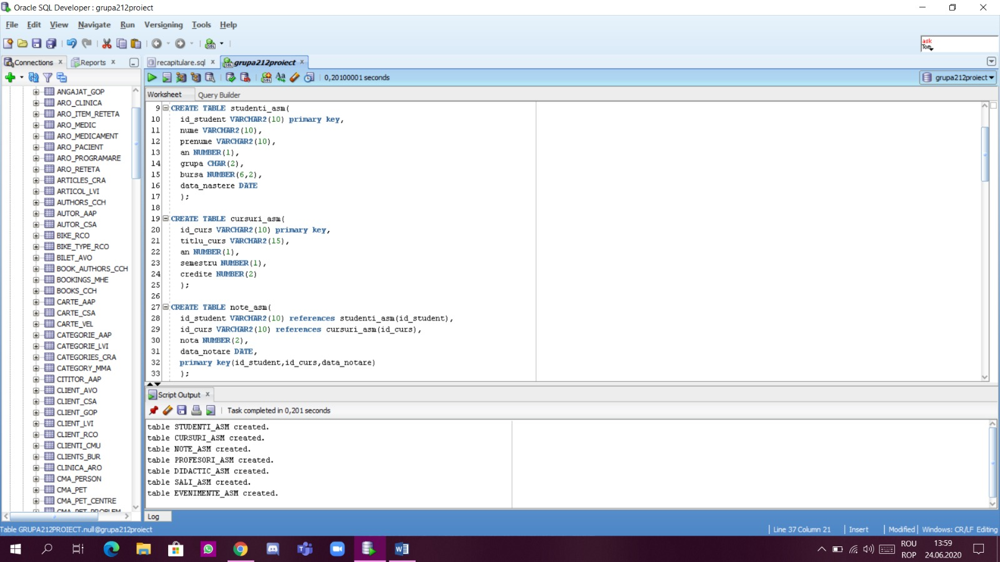 Oracle SQL Developer : grupa212proiect
File Edit View Navigate Run Versioning Tools Help
ask
Tom
Connections x Reports x
recapitulare.sql x grupa212proiect x
0,20100001 seconds
grupa212proiect
Worksheet Query Builder
ANGAJAT_GOP
ARO_CLINICA
ARO_ITEM_RETETA
ARO_MEDIC
ARO_MEDICAMENT
ARO_PACIENT
ARO_PROGRAMARE
ARO_RETETA
ARTICLES_CRA
ARTICOL_LVI
AUTHORS_CCH
AUTOR_AAP
AUTOR_CSA
BIKE_RCO
BIKE_TYPE_RCO
BILET_AVO
BOOK_AUTHORS_CCH
BOOKINGS_MHE
BOOKS_CCH
CARTE_AAP
CARTE_CSA
CARTE_VEL
CATEGORIE_AAP
CATEGORIE_LVI
CATEGORIES_CRA
CATEGORY_MMA
CITITOR_AAP
CLIENT_AVO
CLIENT_CSA
CLIENT_GOP
CLIENT_LVI
CLIENT_RCO
CLIENTI_CMU
CLIENTS_BUR
CLINICA_ARO
CMA_PERSON
CMA_PET
CMA_PET_CENTRE
CMA_PET_PROBLEM
9 CREATE TABLE studenti_asm(
10 id_student VARCHAR2(10) primary key,
11 nume VARCHAR2(10),
12 prenume VARCHAR2(10),
13 an NUMBER(1),
14 grupa CHAR(2),
15 bursa NUMBER(6,2),
16 data_nastere DATE
17 );
18
19 CREATE TABLE cursuri_asm(
20 id_curs VARCHAR2(10) primary key,
21 titlu_curs VARCHAR2(15),
22 an NUMBER(1),
23 semestru NUMBER(1),
24 credite NUMBER(2)
25 );
26
27 CREATE TABLE note_asm(
28 id_student VARCHAR2(10) references studenti_asm(id_student),
29 id_curs VARCHAR2(10) references cursuri_asm(id_curs),
30 nota NUMBER(2),
31 data_notare DATE,
32 primary key(id_student,id_curs,data_notare)
33 );
Script Output x
Task completed in 0,201 seconds
table STUDENTI_ASM created.
table CURSURI_ASM created.
table NOTE_ASM created.
table PROFESORI_ASM created.
table DIDACTIC_ASM created.
table SALI_ASM created.
table EVENIMENTE_ASM created.
Log
Table GRUPA212PROIECT.null@grupa212proiect
Line 37 Column 21 Insert Modified Windows: CR/LF Editing
ROU 13:59
ROP 24.06.2020